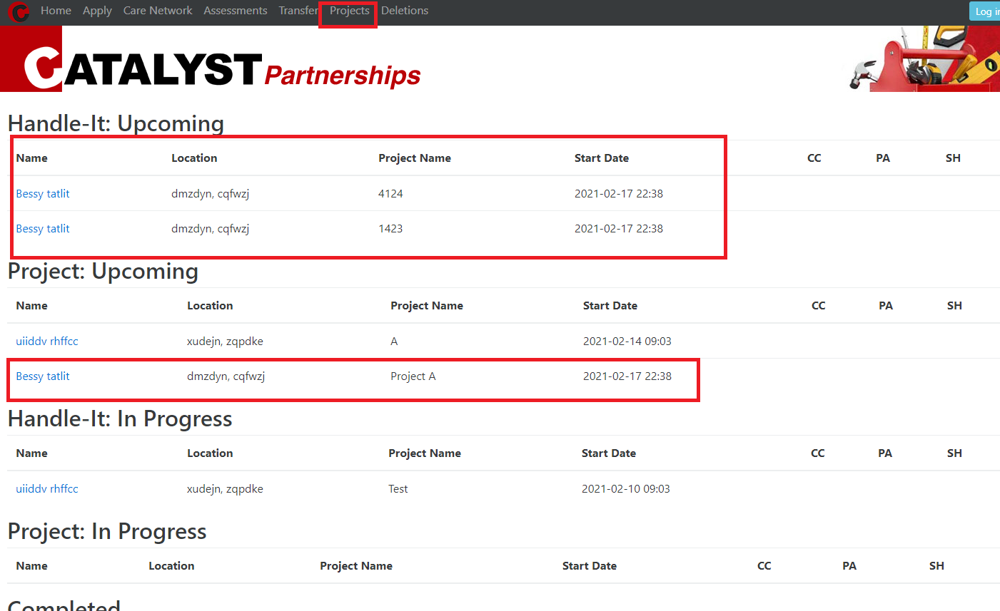 Home Apply Care Network Assessments Transfer Projects Deletions Log in
CATALYST Partnerships
Handle-It: Upcoming
Name Location Project Name Start Date CC PA SH
Bessy tatlit dmzdyn, cqfwzj 4124 2021-02-17 22:38
Bessy tatlit dmzdyn, cqfwzj 1423 2021-02-17 22:38
Project: Upcoming
Name Location Project Name Start Date CC PA SH
uiiddv rhffcc xudejn, zqpdke A 2021-02-14 09:03
Bessy tatlit dmzdyn, cqfwzj Project A 2021-02-17 22:38
Handle-It: In Progress
Name Location Project Name Start Date CC PA SH
uiiddv rhffcc xudejn, zqpdke Test 2021-02-10 09:03
Project: In Progress
Name Location Project Name Start Date CC PA SH
Completed